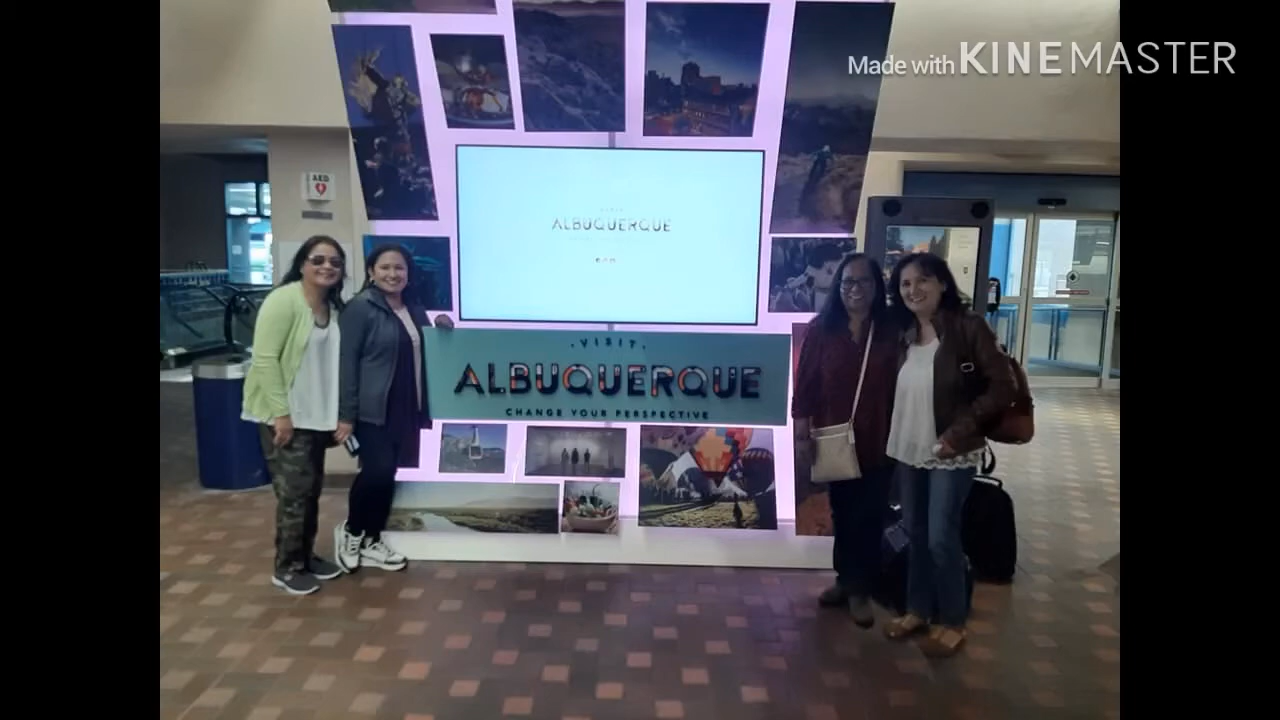 Made with KINEMASTER
AED
ALBUQUERQUE
· VISIT ·
ALBUQUERQUE
CHANGE YOUR PERSPECTIVE